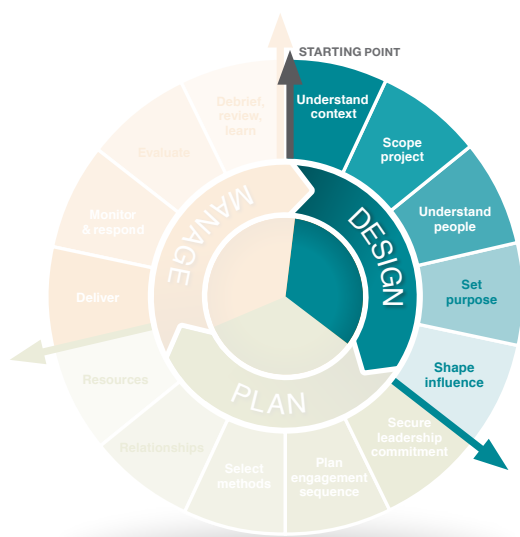 STARTING POINT
Understand
context
Scope
project
Understand
people
Set
purpose
Shape
influence
Secure
leadership
commitment
Plan
engagement
sequence
Select
methods
Relationships
Resources
Deliver
Monitor
& respond
Evaluate
Debrief,
review,
learn
DESIGN
PLAN
MANAGE